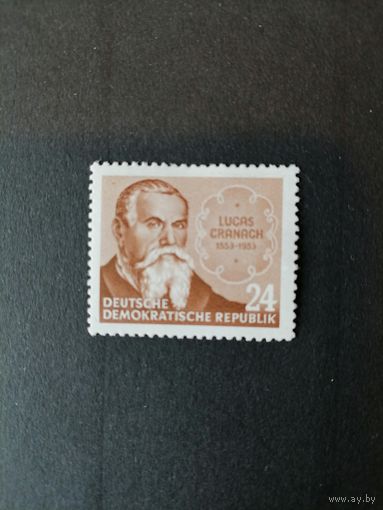 LUCAS
CRANACH
1553-1953
24
DEUTSCHE
DEMOKRATISCHE REPUBLIK
www.ay.by